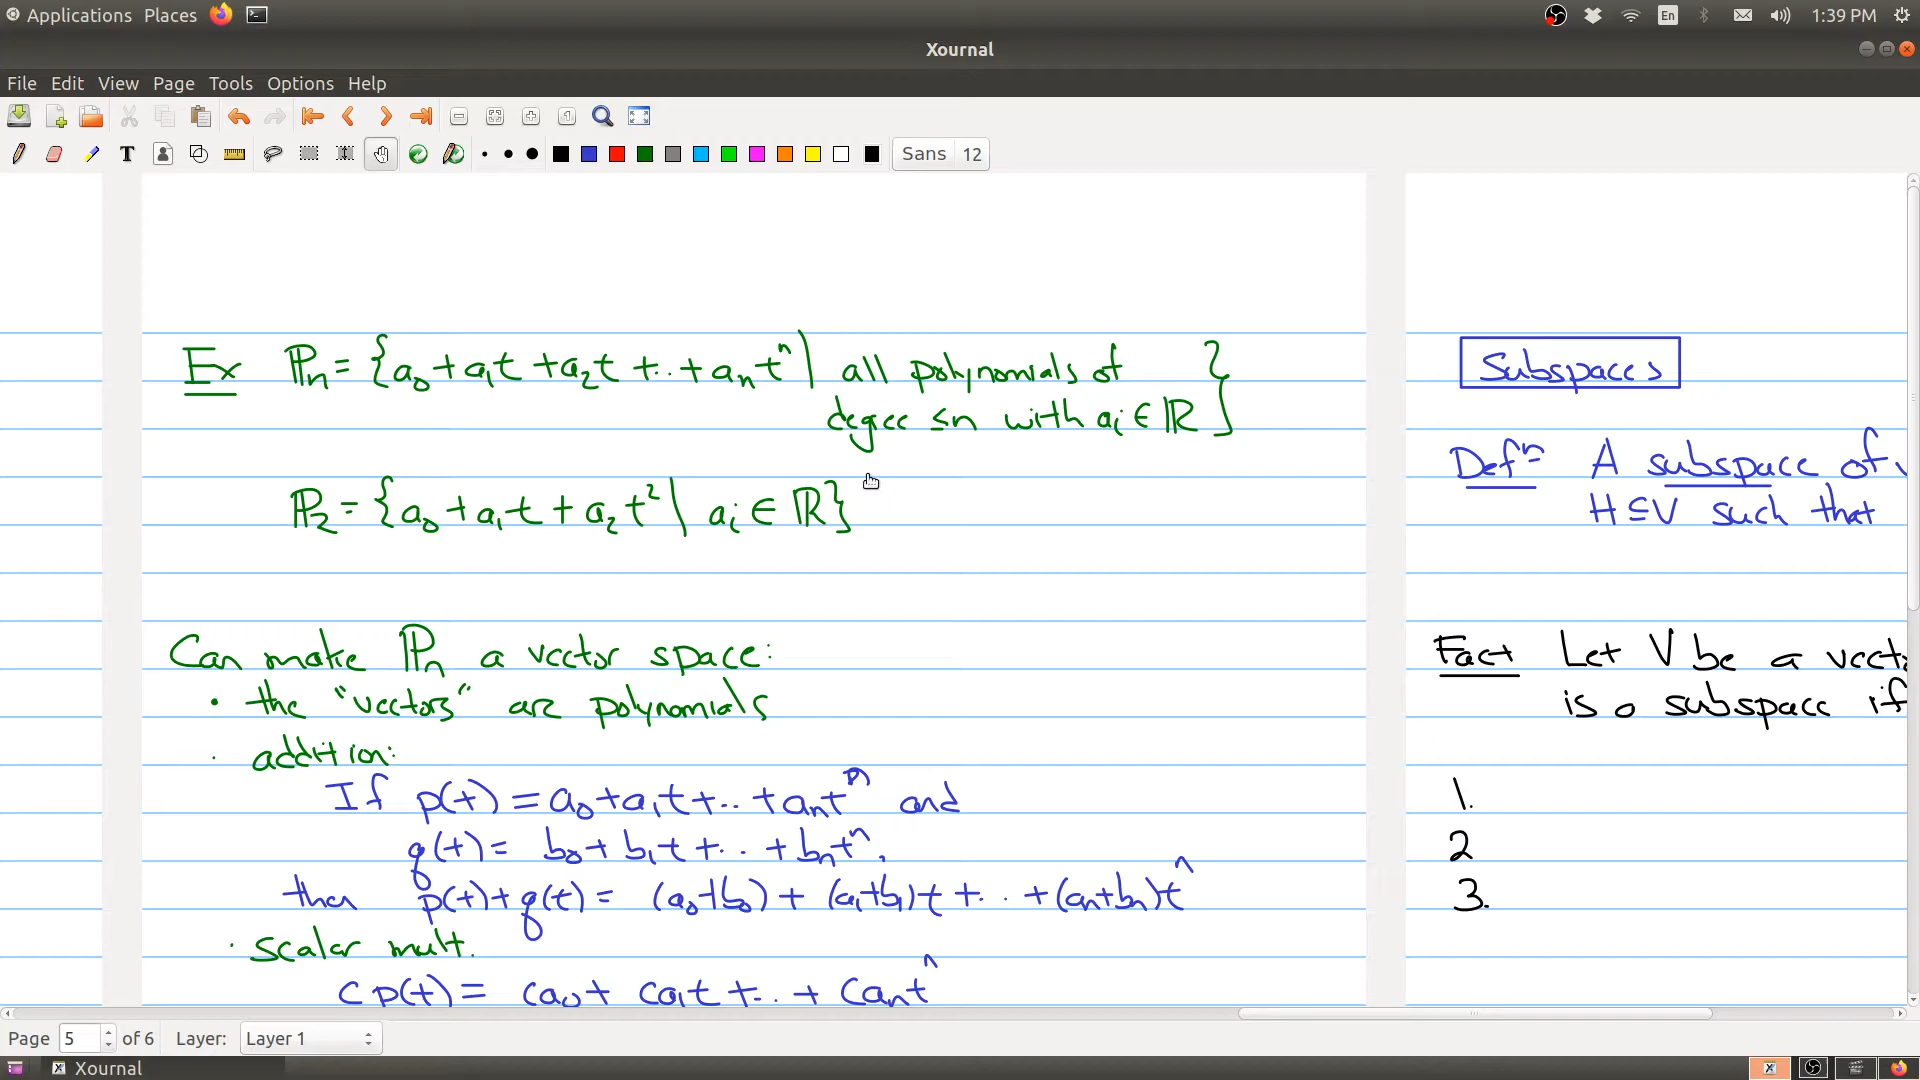 Applications Places En 1:39 PM
Xournal
File Edit View Page Tools Options Help
T Sans 12
Ex ℙn = {a₀+a₁t+a₂t+..+aₙtⁿ| all polynomials of
degree ≤n with aᵢ∈ℝ}
ℙ₂ = {a₀+a₁t+a₂t²| aᵢ∈ℝ}
Can make ℙn a vector space:
• the "vectors" are polynomials
· addition:
If p(t)=a₀+a₁t+..+aₙtⁿ and
q(t)= b₀+b₁t+..+bₙtⁿ,
then p(t)+q(t)= (a₀+b₀)+(a₁+b₁)t+..+(aₙ+bₙ)tⁿ
· scalar mult.
c p(t)= ca₀+ca₁t+..+caₙtⁿ
Subspaces
Defⁿ A subspace of
H⊆V such that
Fact Let V be a
is a subspace if
1.
2
3.
Page 5 of 6 Layer: Layer 1
Xournal